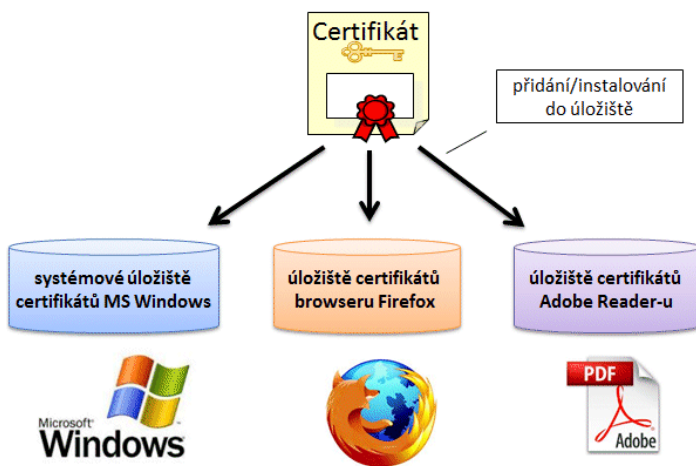 Certifikát
přidání/instalování
do úložiště
systémové úložiště
certifikátů MS Windows
úložiště certifikátů
browseru Firefox
úložiště certifikátů
Adobe Reader-u
Microsoft®
Windows
PDF
Adobe